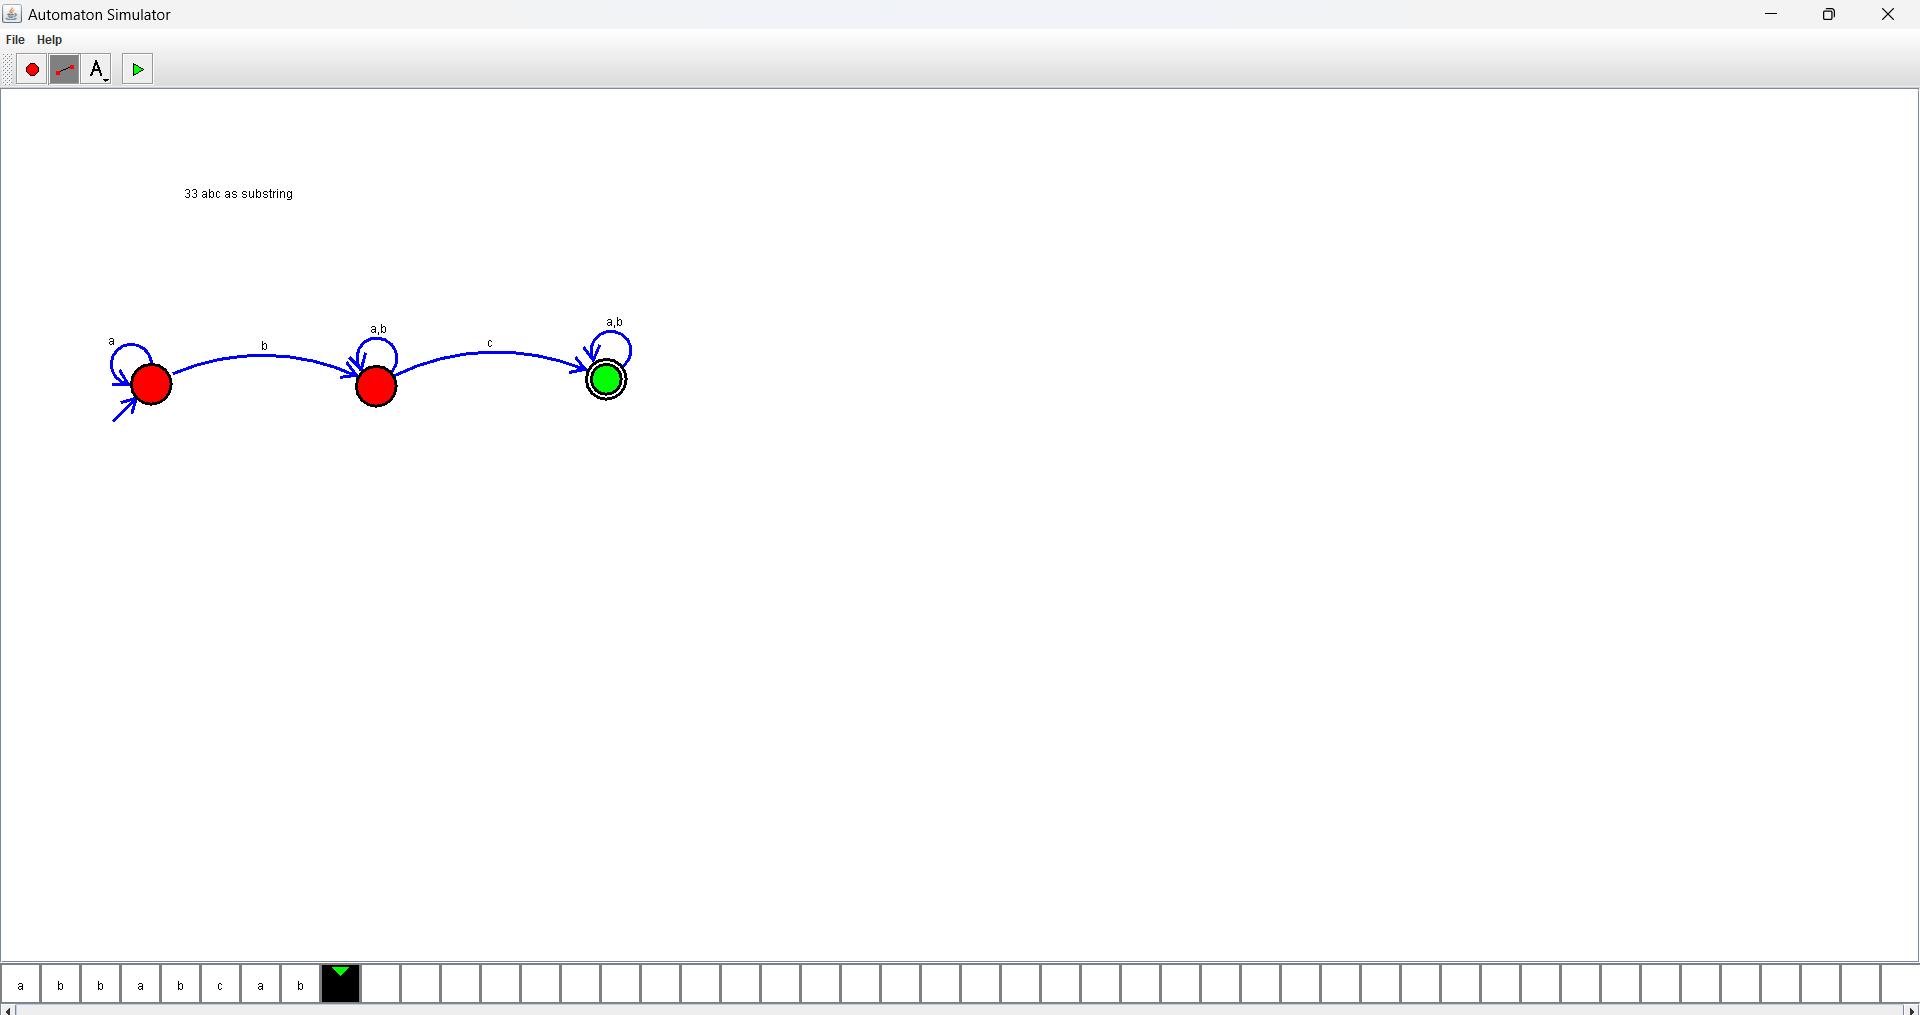 Automaton Simulator
File Help
A
33 abc as substring
a
b
a,b
c
a,b
a b b a b c a b